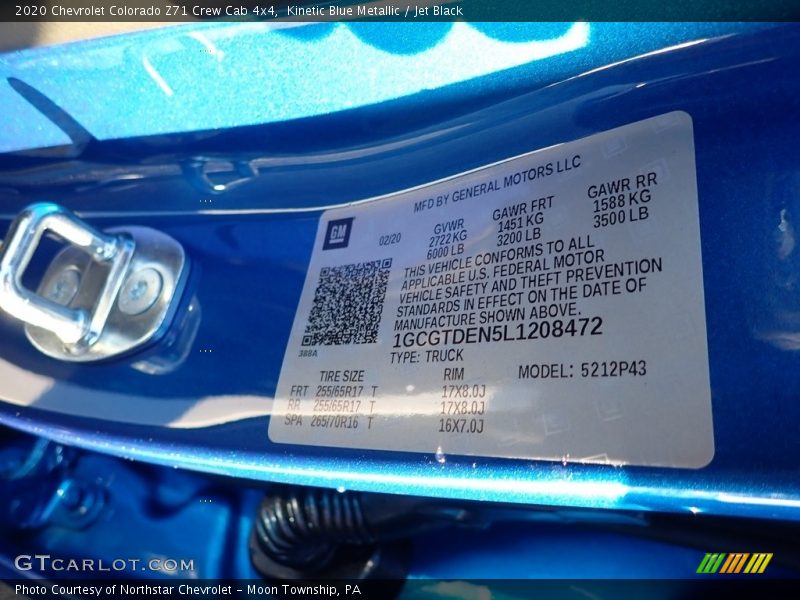 2020 Chevrolet Colorado Z71 Crew Cab 4x4, Kinetic Blue Metallic / Jet Black
MFD BY GENERAL MOTORS LLC
GM
02/20
GVWR GAWR FRT GAWR RR
2722 KG 1451 KG 1588 KG
6000 LB 3200 LB 3500 LB
THIS VEHICLE CONFORMS TO ALL
APPLICABLE U.S. FEDERAL MOTOR
VEHICLE SAFETY AND THEFT PREVENTION
STANDARDS IN EFFECT ON THE DATE OF
MANUFACTURE SHOWN ABOVE.
1GCGTDEN5L1208472
388A
TYPE: TRUCK
MODEL: 5212P43
TIRE SIZE RIM
FRT 255/65R17 T 17X8.0J
RR 255/65R17 T 17X8.0J
SPA 265/70R16 T 16X7.0J
GTCARLOT.COM
Photo Courtesy of Northstar Chevrolet - Moon Township, PA